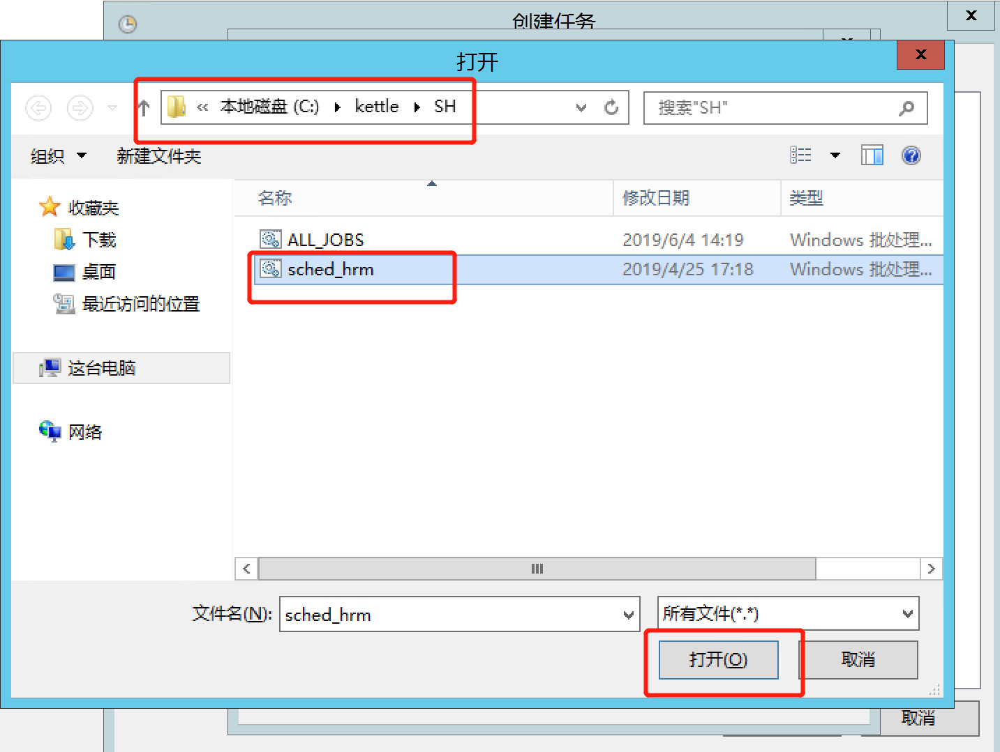 创建任务
打开
« 本地磁盘 (C:) kettle SH
搜索"SH"
组织
新建文件夹
收藏夹
下载
桌面
最近访问的位置
这台电脑
网络
名称 修改日期 类型
ALL_JOBS 2019/6/4 14:19 Windows 批处理...
sched_hrm 2019/4/25 17:18 Windows 批处理...
文件名(N): sched_hrm 所有文件(*.*)
打开(O) 取消
取消